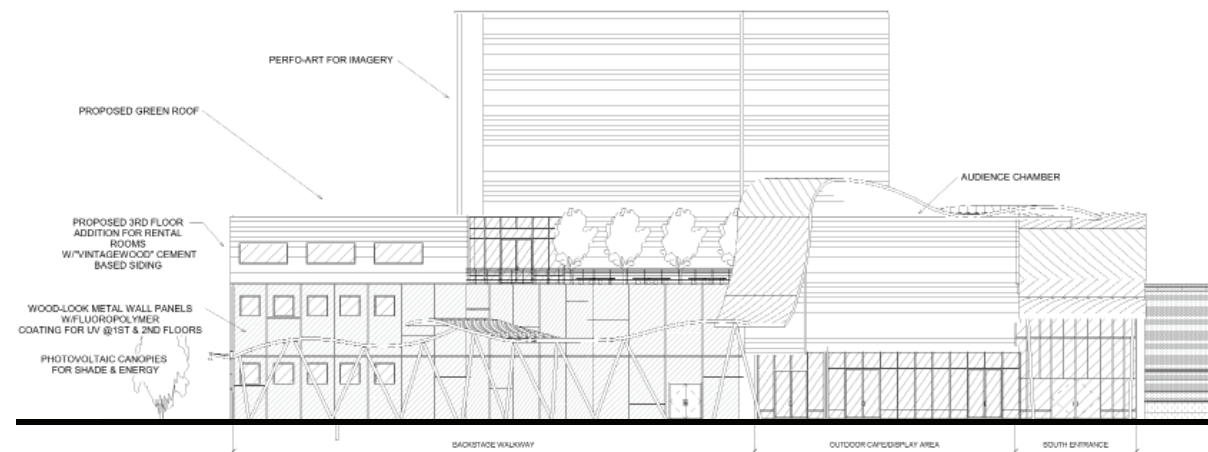 PERFO-ART FOR IMAGERY
PROPOSED GREEN ROOF
AUDIENCE CHAMBER
PROPOSED 3RD FLOOR
ADDITION FOR RENTAL
ROOMS
W/"VINTAGEWOOD" CEMENT
BASED SIDING
WOOD-LOOK METAL WALL PANELS
W/FLUOROPOLYMER
COATING FOR UV @1ST & 2ND FLOORS
PHOTOVOLTAIC CANOPIES
FOR SHADE & ENERGY
BACKSTAGE WALKWAY
OUTDOOR CAFE/DISPLAY AREA
SOUTH ENTRANCE